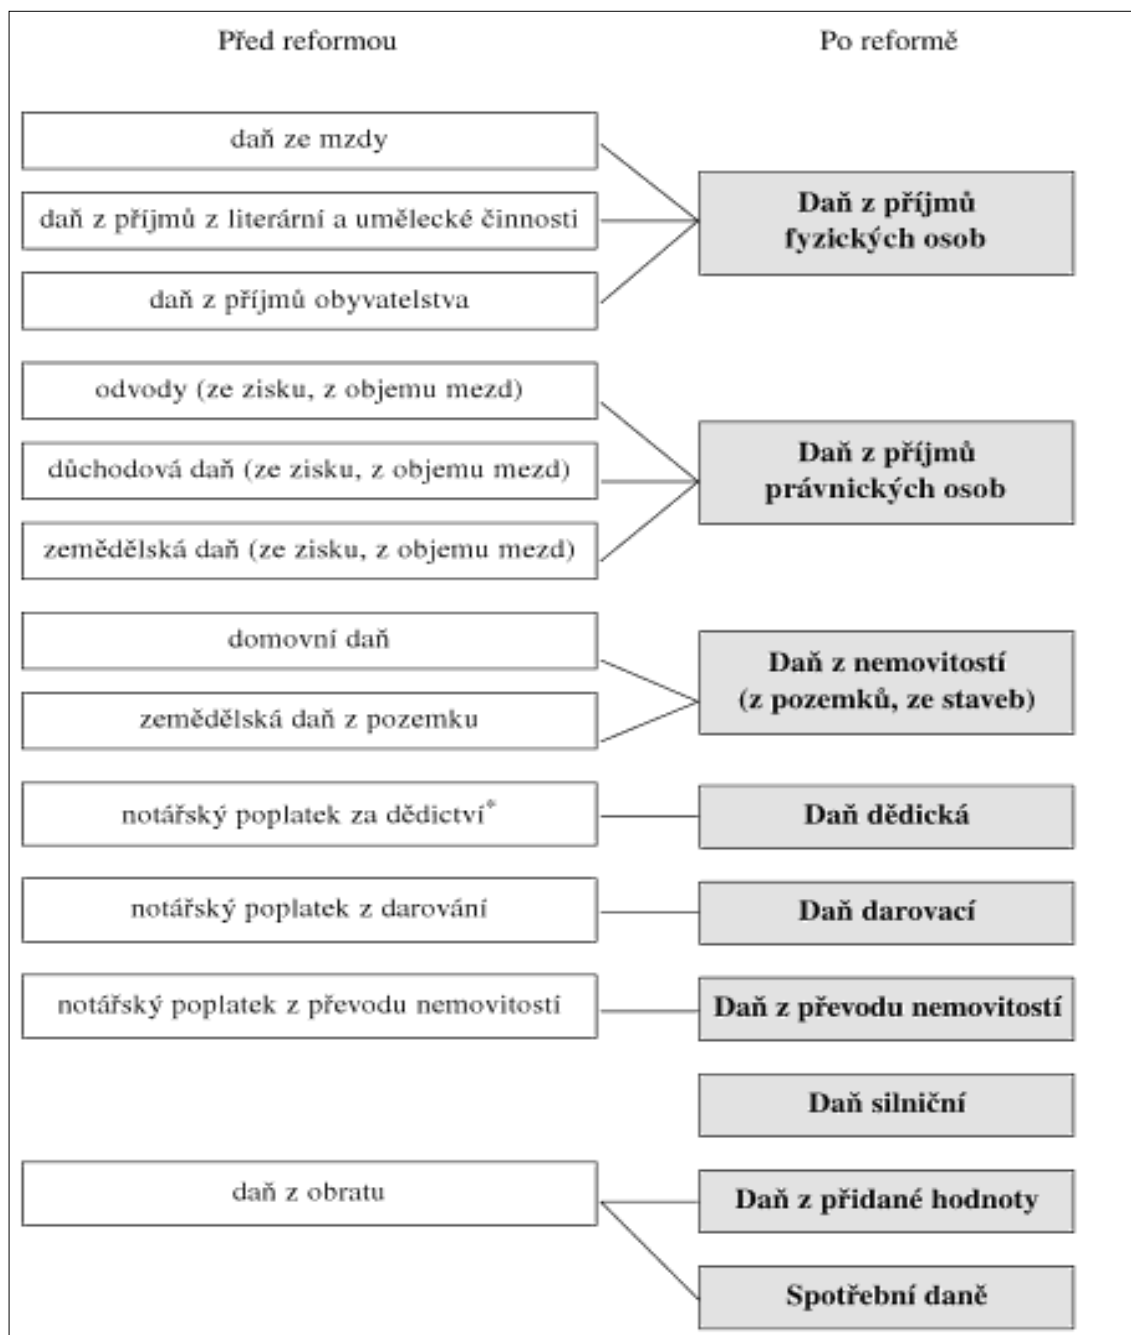 Před reformou
Po reformě
daň ze mzdy
daň z příjmů z literární a umělecké činnosti
daň z příjmů obyvatelstva
Daň z příjmů
fyzických osob
odvody (ze zisku, z objemu mezd)
důchodová daň (ze zisku, z objemu mezd)
zemědělská daň (ze zisku, z objemu mezd)
Daň z příjmů
právnických osob
domovní daň
zemědělská daň z pozemku
Daň z nemovitostí
(z pozemků, ze staveb)
notářský poplatek za dědictví*
Daň dědická
notářský poplatek z darování
Daň darovací
notářský poplatek z převodu nemovitostí
Daň z převodu nemovitostí
Daň silniční
daň z obratu
Daň z přidané hodnoty
Spotřební daně